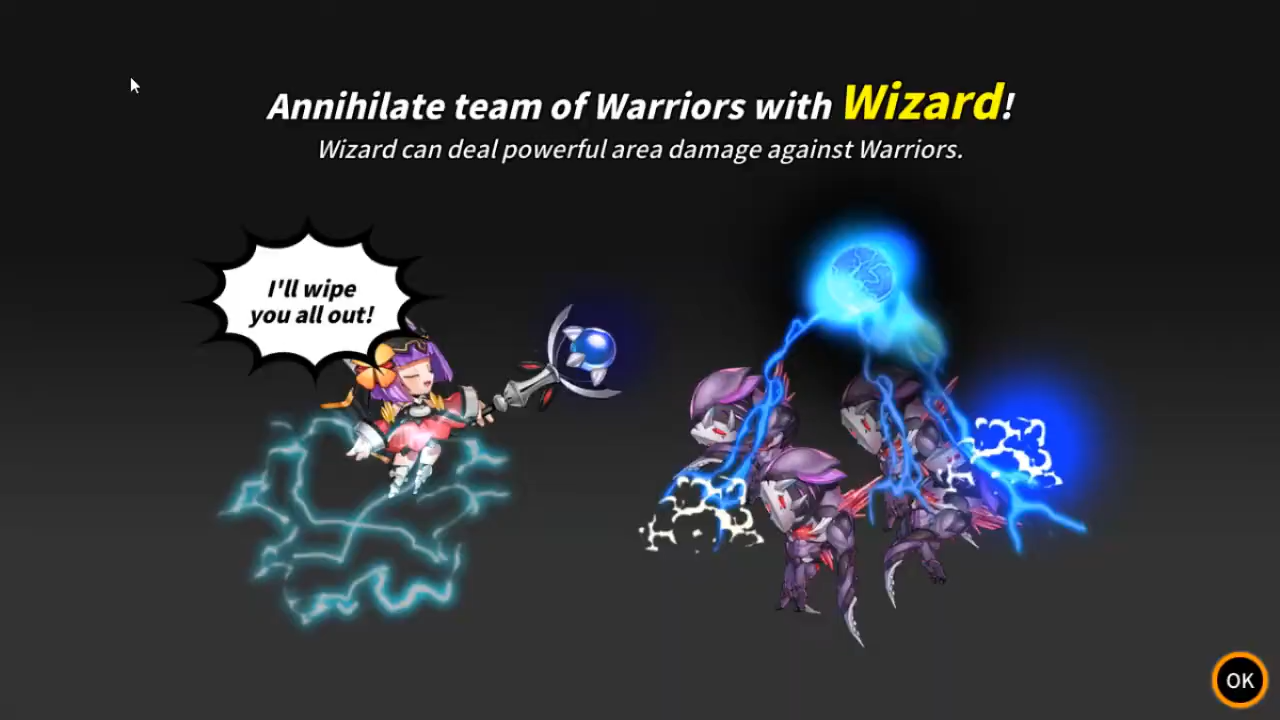 Annihilate team of Warriors with Wizard!
Wizard can deal powerful area damage against Warriors.
I'll wipe
you all out!
OK